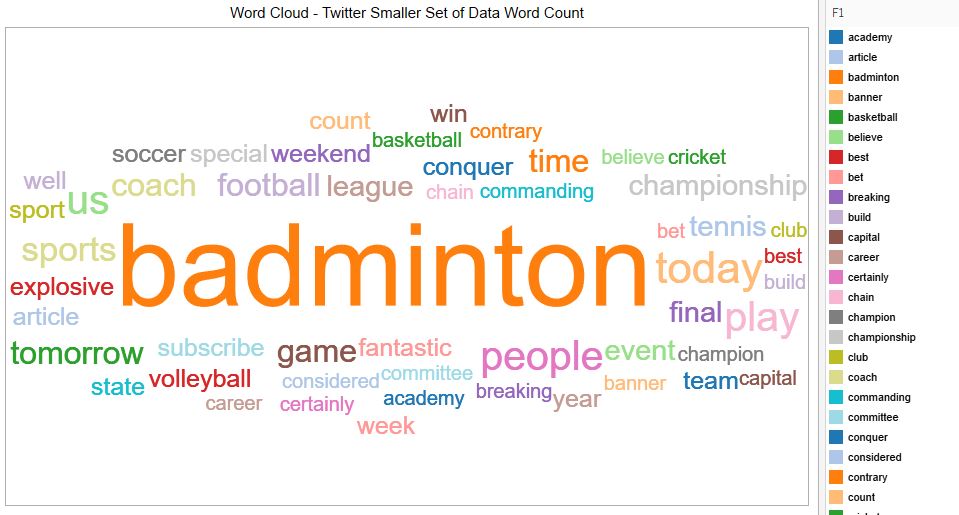 Word Cloud - Twitter Smaller Set of Data Word Count
count
win
basketball contrary
soccer special weekend
conquer time believe cricket
well coach football league chain commanding championship
sport us
sports badminton bet tennis club
today best
explosive build
article final play
tomorrow subscribe game fantastic people event champion
state volleyball considered committee breaking banner team capital
career certainly academy year
week
F1
academy
article
badminton
banner
basketball
believe
best
bet
breaking
build
capital
career
certainly
chain
champion
championship
club
coach
commanding
committee
conquer
considered
contrary
count